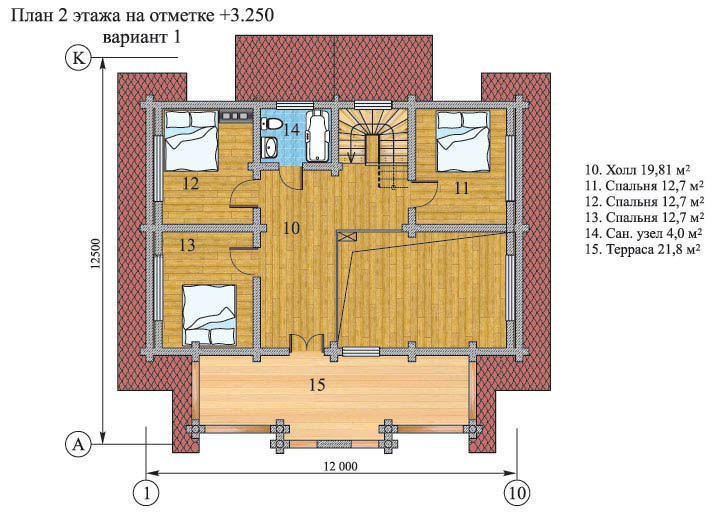 План 2 этажа на отметке +3.250
вариант 1
К
14
12
11
10
13
12500
15
А
12 000
1
10
10. Холл 19,81 м²
11. Спальня 12,7 м²
12. Спальня 12,7 м²
13. Спальня 12,7 м²
14. Сан. узел 4,0 м²
15. Терраса 21,8 м²